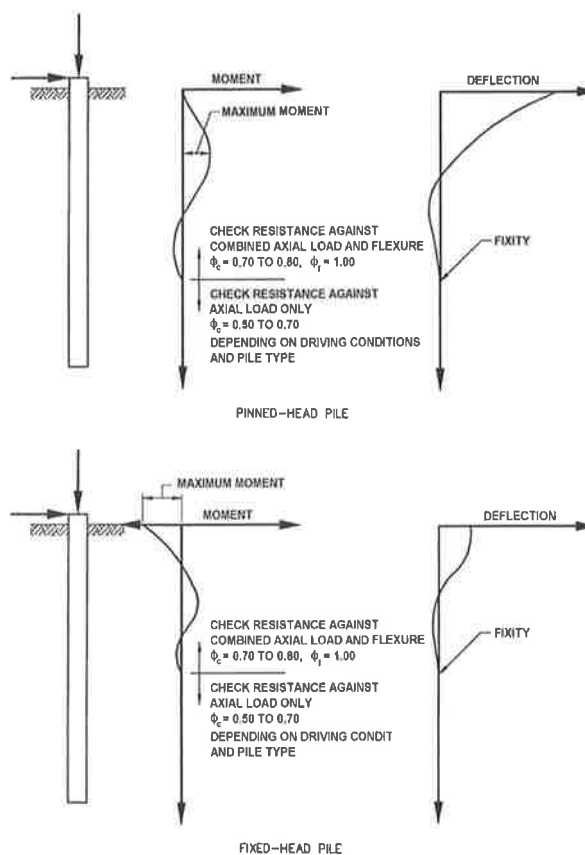 MOMENT
MAXIMUM MOMENT
CHECK RESISTANCE AGAINST
COMBINED AXIAL LOAD AND FLEXURE
ϕc = 0.70 TO 0.80, ϕf = 1.00
CHECK RESISTANCE AGAINST
AXIAL LOAD ONLY
ϕc = 0.50 TO 0.70
DEPENDING ON DRIVING CONDITIONS
AND PILE TYPE
DEFLECTION
FIXITY
PINNED-HEAD PILE
MAXIMUM MOMENT
MOMENT
CHECK RESISTANCE AGAINST
COMBINED AXIAL LOAD AND FLEXURE
ϕc = 0.70 TO 0.80, ϕf = 1.00
CHECK RESISTANCE AGAINST
AXIAL LOAD ONLY
ϕc = 0.50 TO 0.70
DEPENDING ON DRIVING CONDIT
AND PILE TYPE
DEFLECTION
FIXITY
FIXED-HEAD PILE